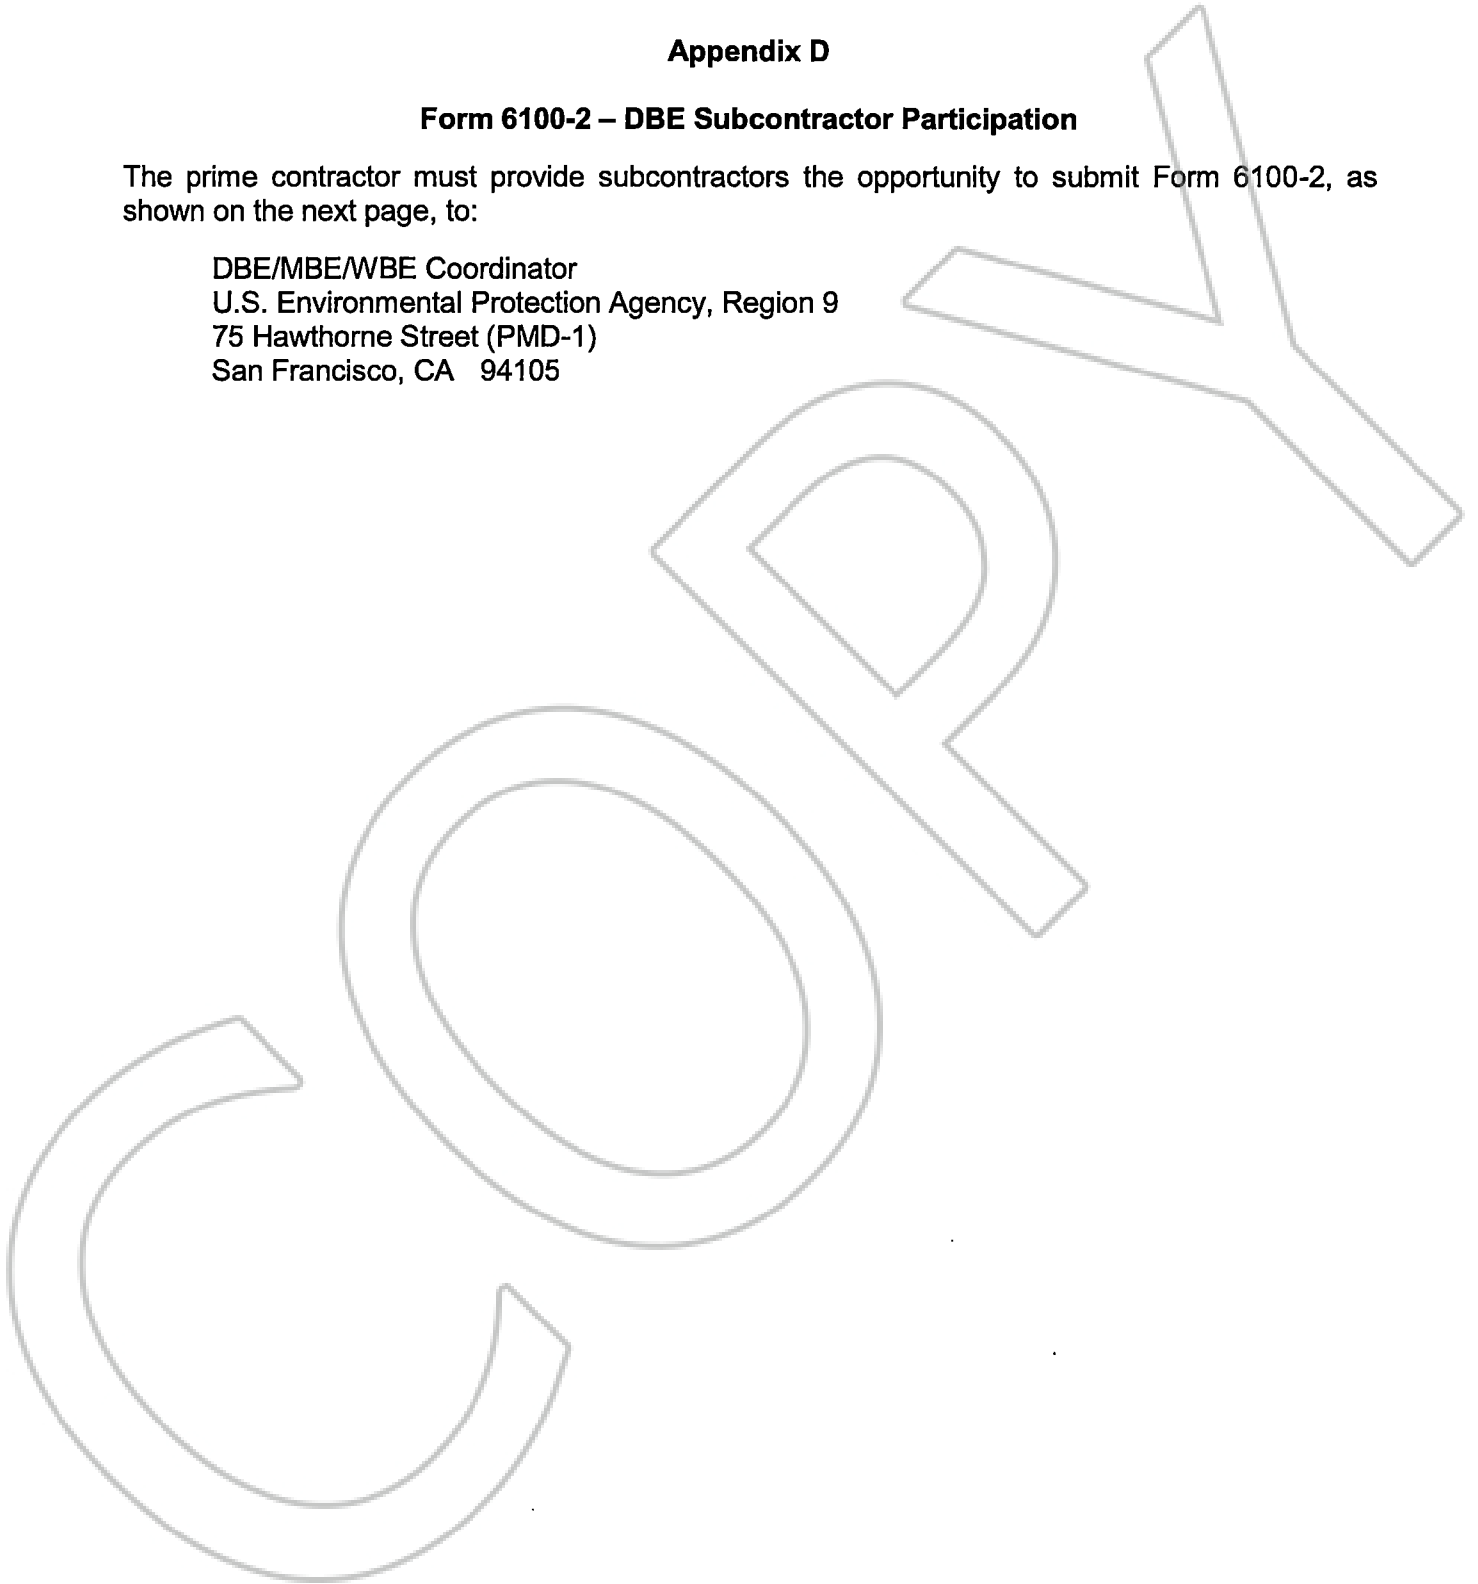 Appendix D
Form 6100-2 – DBE Subcontractor Participation
The prime contractor must provide subcontractors the opportunity to submit Form 6100-2, as
shown on the next page, to:
DBE/MBE/WBE Coordinator
U.S. Environmental Protection Agency, Region 9
75 Hawthorne Street (PMD-1)
San Francisco, CA 94105
COPY